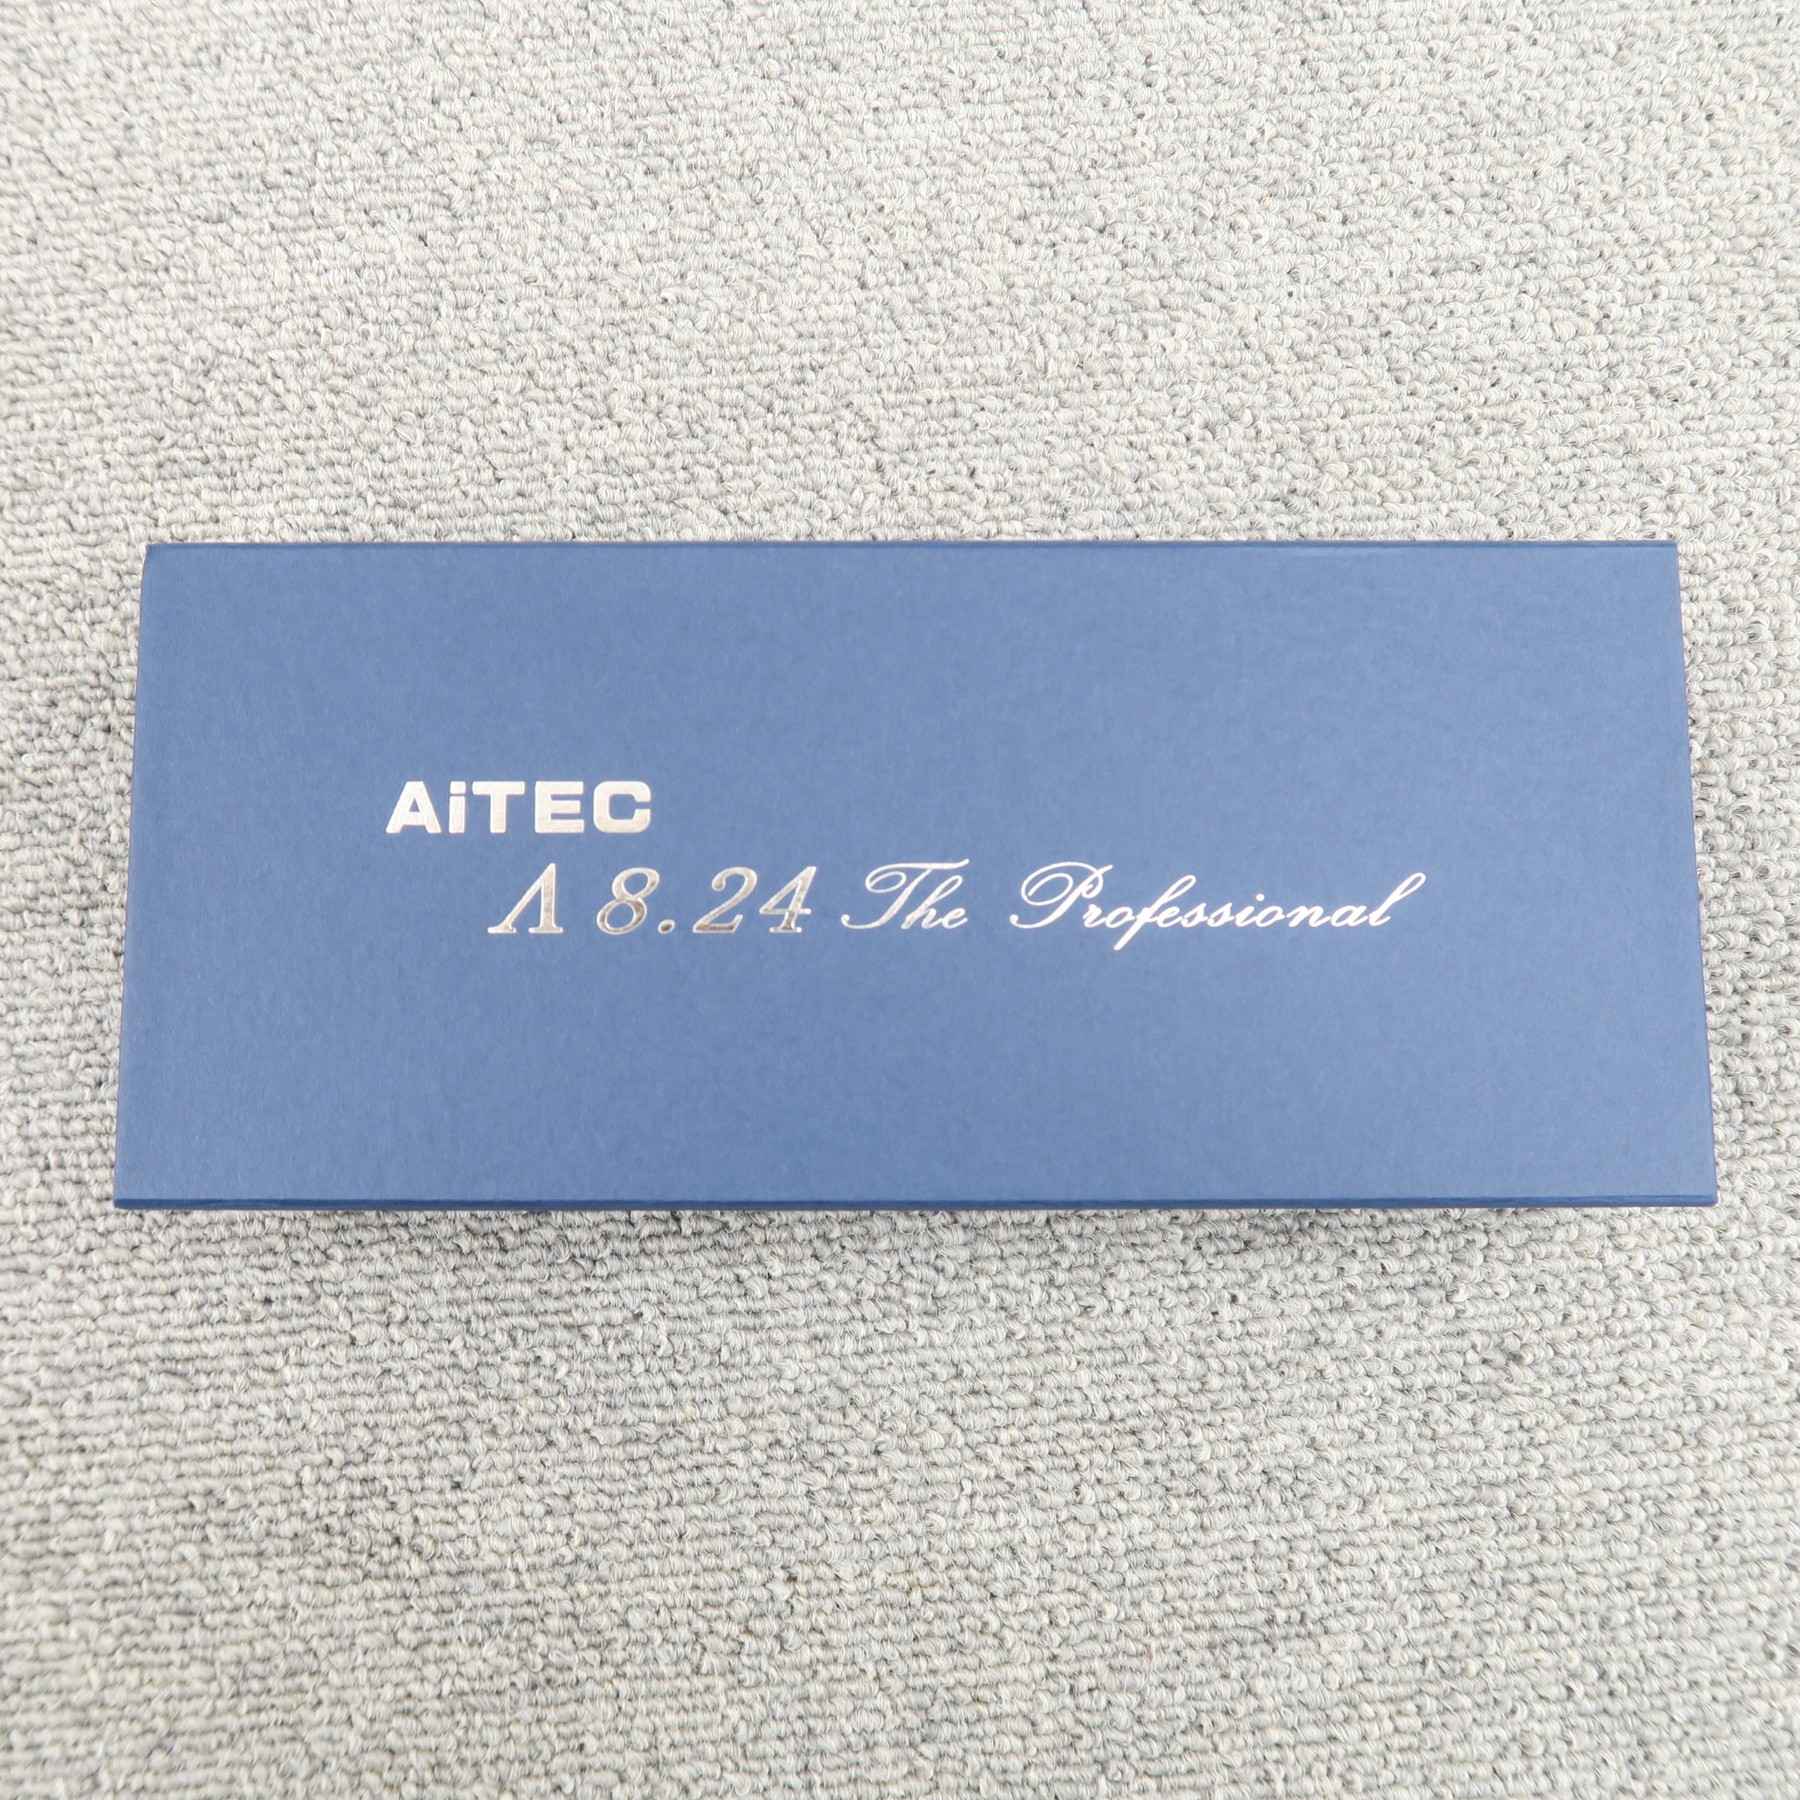 AiTEC
Λ 8.24 The Professional